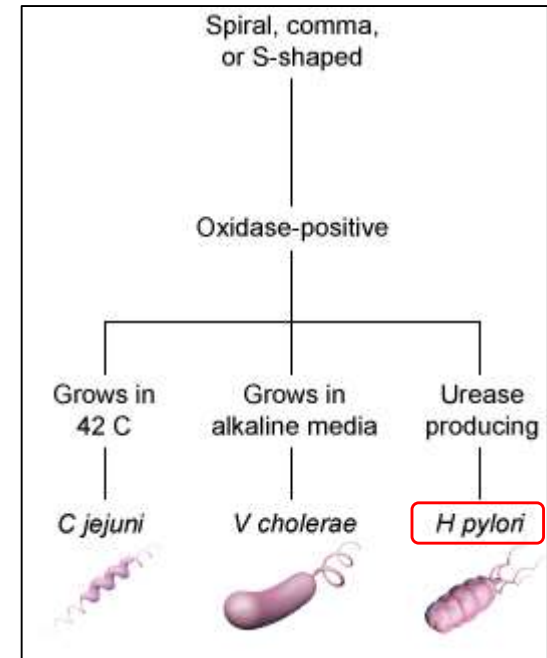 Spiral, comma,
or S-shaped
Oxidase-positive
Grows in
42 C
Grows in
alkaline media
Urease
producing
C jejuni
V cholerae
H pylori